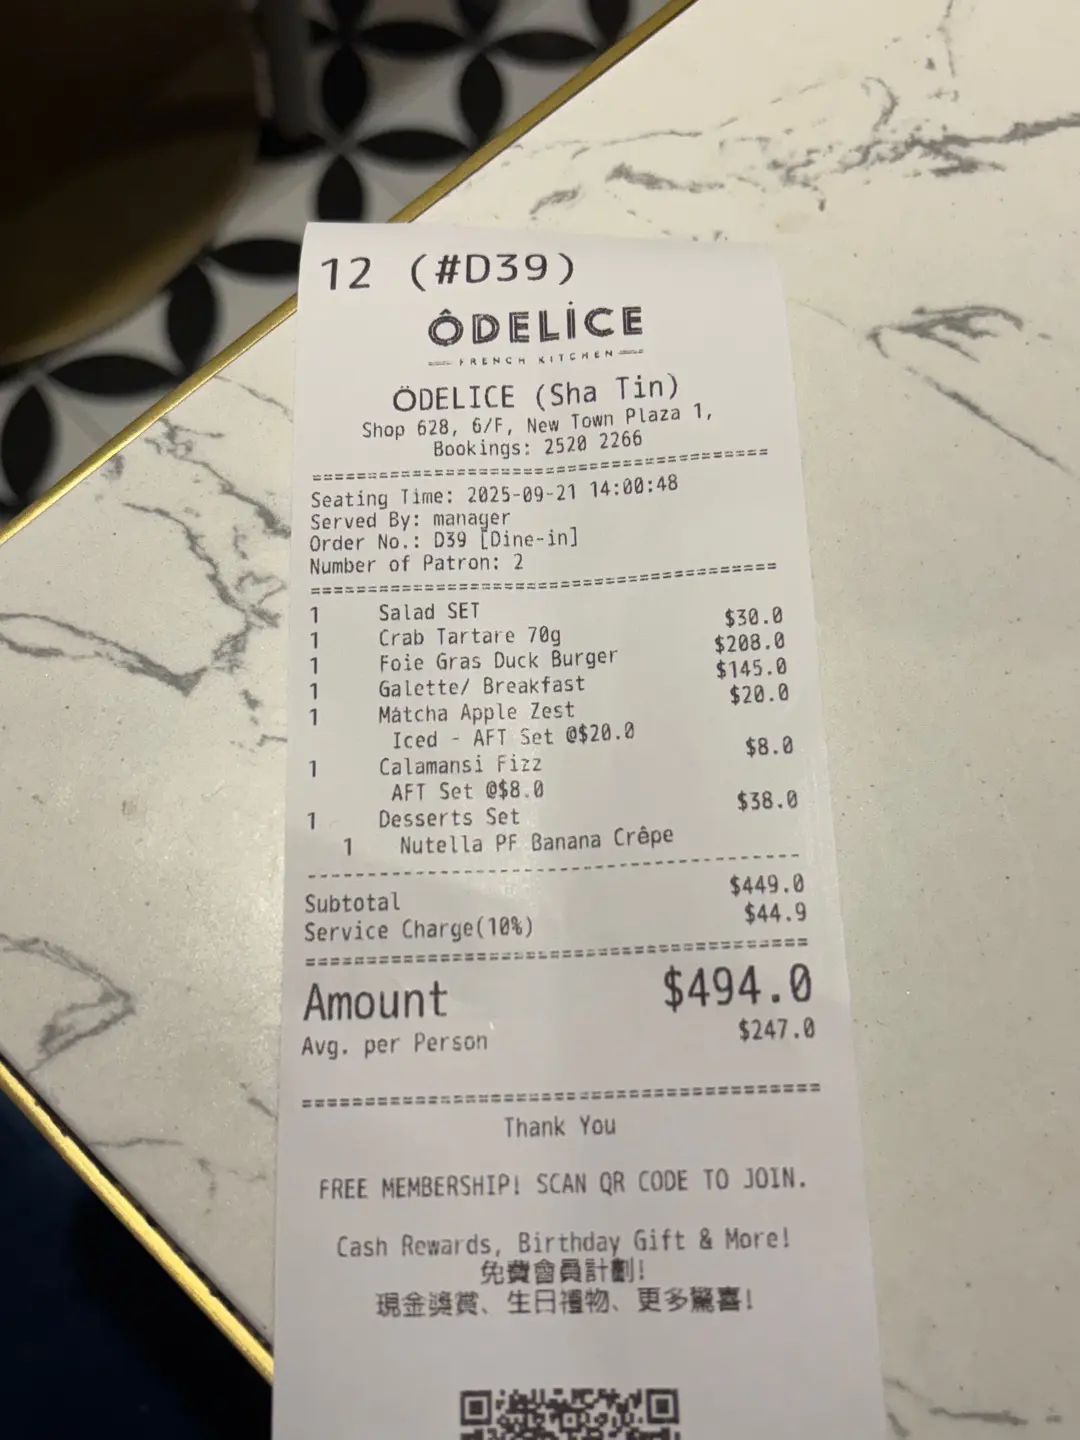 12 (#D39)
ÔDELİCE
FRENCH KITCHEN
ÖDELICE (Sha Tin)
Shop 628, 6/F, New Town Plaza 1,
Bookings: 2520 2266
=========================================
Seating Time: 2025-09-21 14:00:48
Served By: manager
Order No.: D39 [Dine-in]
Number of Patron: 2
=========================================
1 Salad SET
1 Crab Tartare 70g $30.0
1 Foie Gras Duck Burger $208.0
1 Galette/ Breakfast $145.0
1 Matcha Apple Zest $20.0
Iced - AFT Set @$20.0
1 Calamansi Fizz $8.0
AFT Set @$8.0
1 Desserts Set $38.0
1 Nutella PF Banana Crêpe
-----------------------------------------
Subtotal $449.0
Service Charge(10%) $44.9
=========================================
Amount $494.0
Avg. per Person $247.0
=========================================
Thank You
FREE MEMBERSHIP! SCAN QR CODE TO JOIN.
Cash Rewards, Birthday Gift & More!
免費會員計劃!
現金獎賞、生日禮物、更多驚喜!